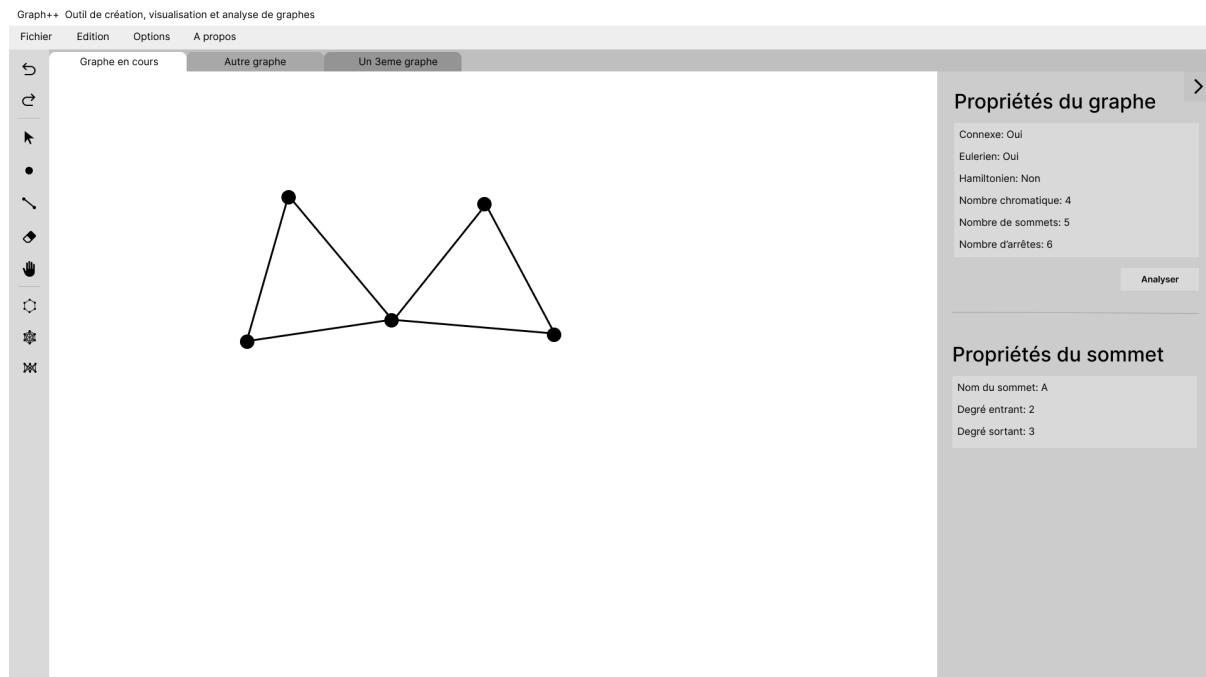 Graph++ Outil de création, visualisation et analyse de graphes
Fichier Edition Options A propos
Graphe en cours Autre graphe Un 3eme graphe
Propriétés du graphe
Connexe: Oui
Eulerien: Oui
Hamiltonien: Non
Nombre chromatique: 4
Nombre de sommets: 5
Nombre d'arrêtes: 6
Analyser
Propriétés du sommet
Nom du sommet: A
Degré entrant: 2
Degré sortant: 3